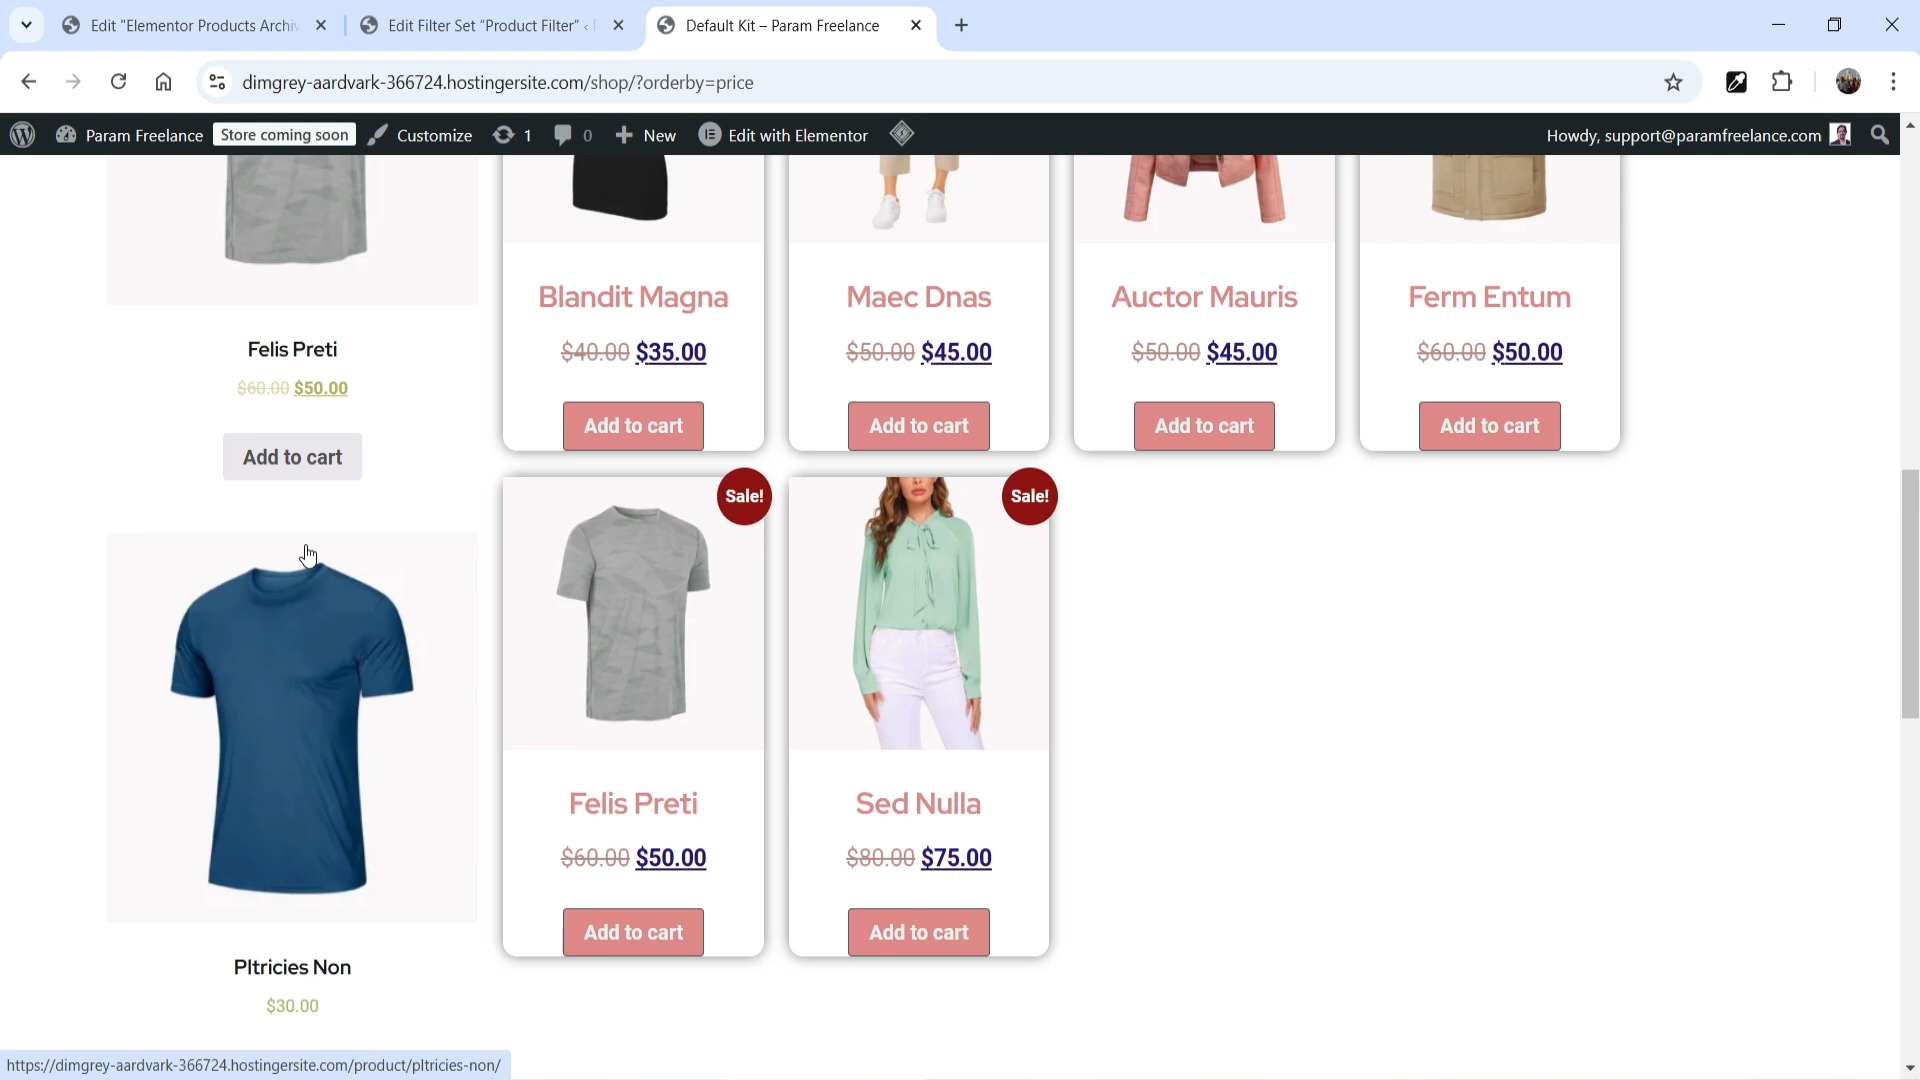 Edit "Elementor Products Archiv
Edit Filter Set “Product Filter” ‹
Default Kit – Param Freelance
dimgrey-aardvark-366724.hostingersite.com/shop/?orderby=price
Param Freelance
Store coming soon
Customize
1
0
New
Edit with Elementor
Howdy, support@paramfreelance.com
Felis Preti
$60.00 $50.00
Add to cart
Blandit Magna
$40.00 $35.00
Add to cart
Maec Dnas
$50.00 $45.00
Add to cart
Auctor Mauris
$50.00 $45.00
Add to cart
Ferm Entum
$60.00 $50.00
Add to cart
Pltricies Non
$30.00
Sale!
Felis Preti
$60.00 $50.00
Add to cart
Sale!
Sed Nulla
$80.00 $75.00
Add to cart
https://dimgrey-aardvark-366724.hostingersite.com/product/pltricies-non/